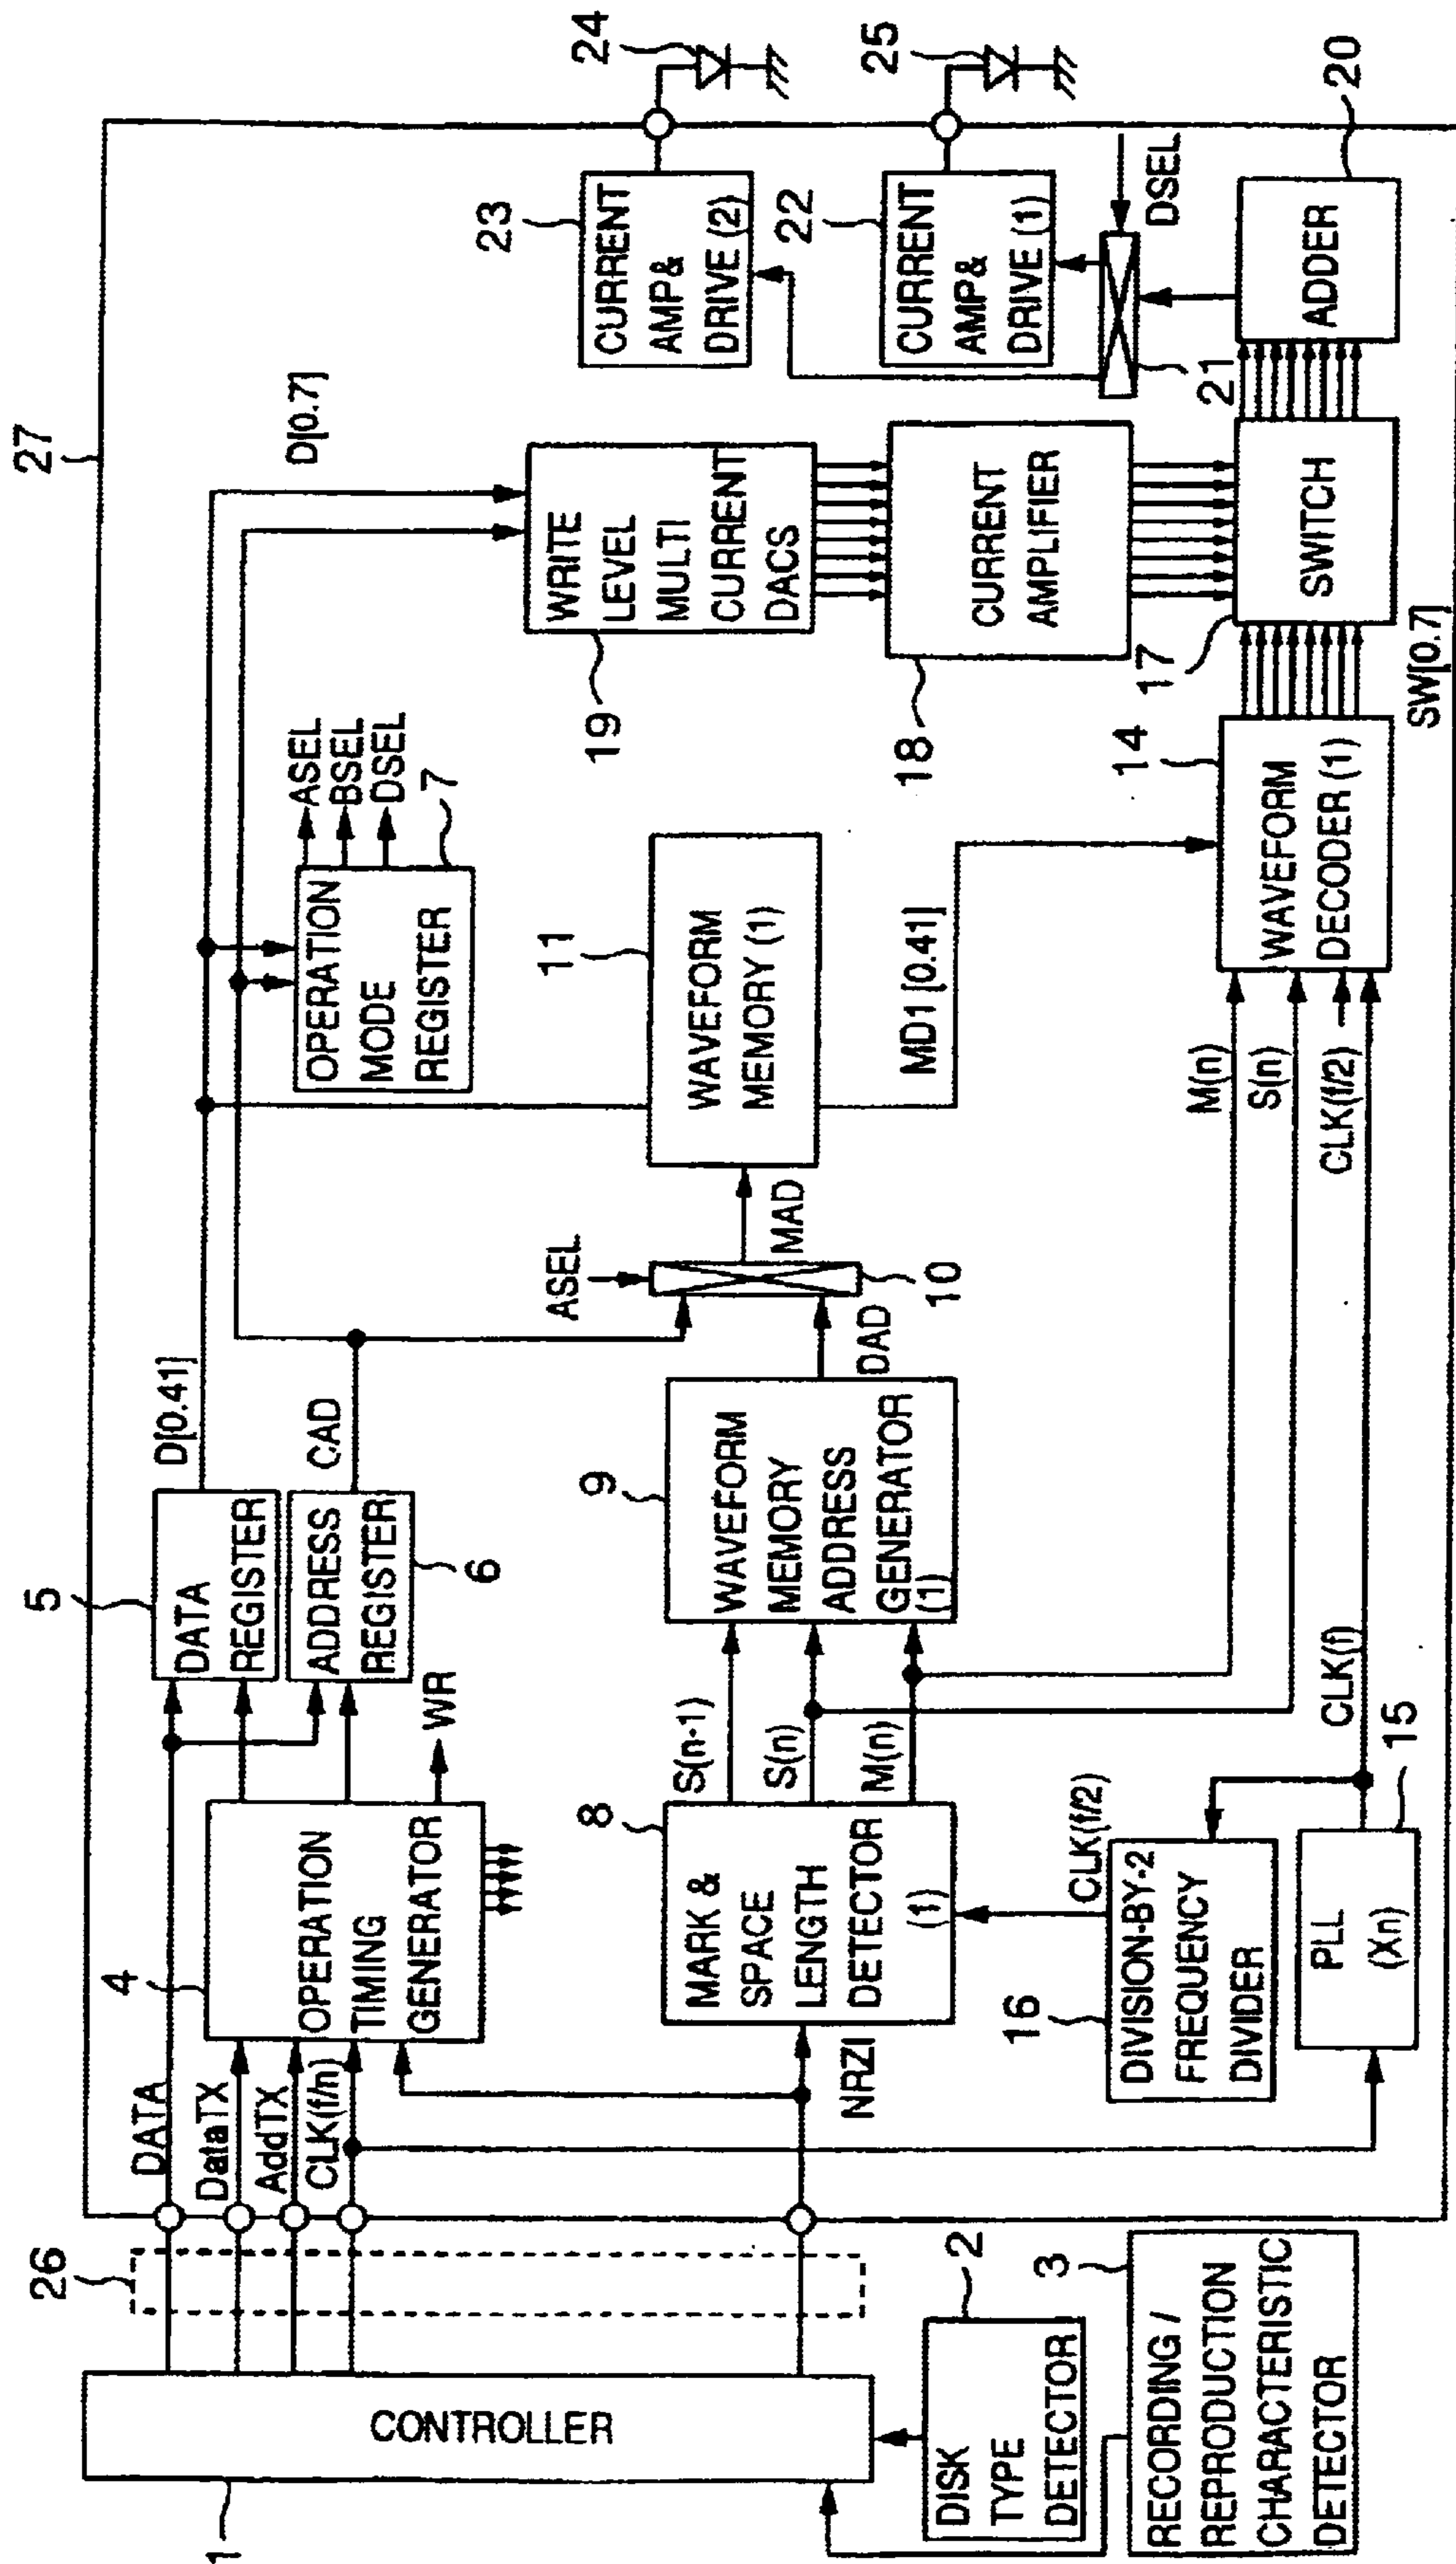 27
26
1
CONTROLLER
2
DISK
TYPE
DETECTOR
3
RECORDING /
REPRODUCTION
CHARACTERISTIC
DETECTOR
DATA
DataTX
AddTX
CLK(f/n)
NRZI
4
OPERATION
TIMING
GENERATOR
WR
5
DATA
REGISTER
D[0.41]
6
ADDRESS
REGISTER
CAD
7
OPERATION
MODE
REGISTER
ASEL
BSEL
DSEL
8
MARK &
SPACE
LENGTH
DETECTOR
(1)
S(n-1)
S(n)
M(n)
9
WAVEFORM
MEMORY
ADDRESS
GENERATOR
(1)
DAD
ASEL
10
MAD
11
WAVEFORM
MEMORY (1)
MD1 [0.41]
16
DIVISION-BY-2
FREQUENCY
DIVIDER
CLK(f/2)
15
PLL
(Xn)
CLK(f)
M(n)
S(n)
CLK(f/2)
14
WAVEFORM
DECODER (1)
SW[0.7]
17
SWITCH
18
CURRENT
AMPLIFIER
19
WRITE
LEVEL
MULTI
CURRENT
DACS
D[0.7]
20
ADDER
21
DSEL
22
CURRENT
AMP&
DRIVE (1)
23
CURRENT
AMP&
DRIVE (2)
24
25